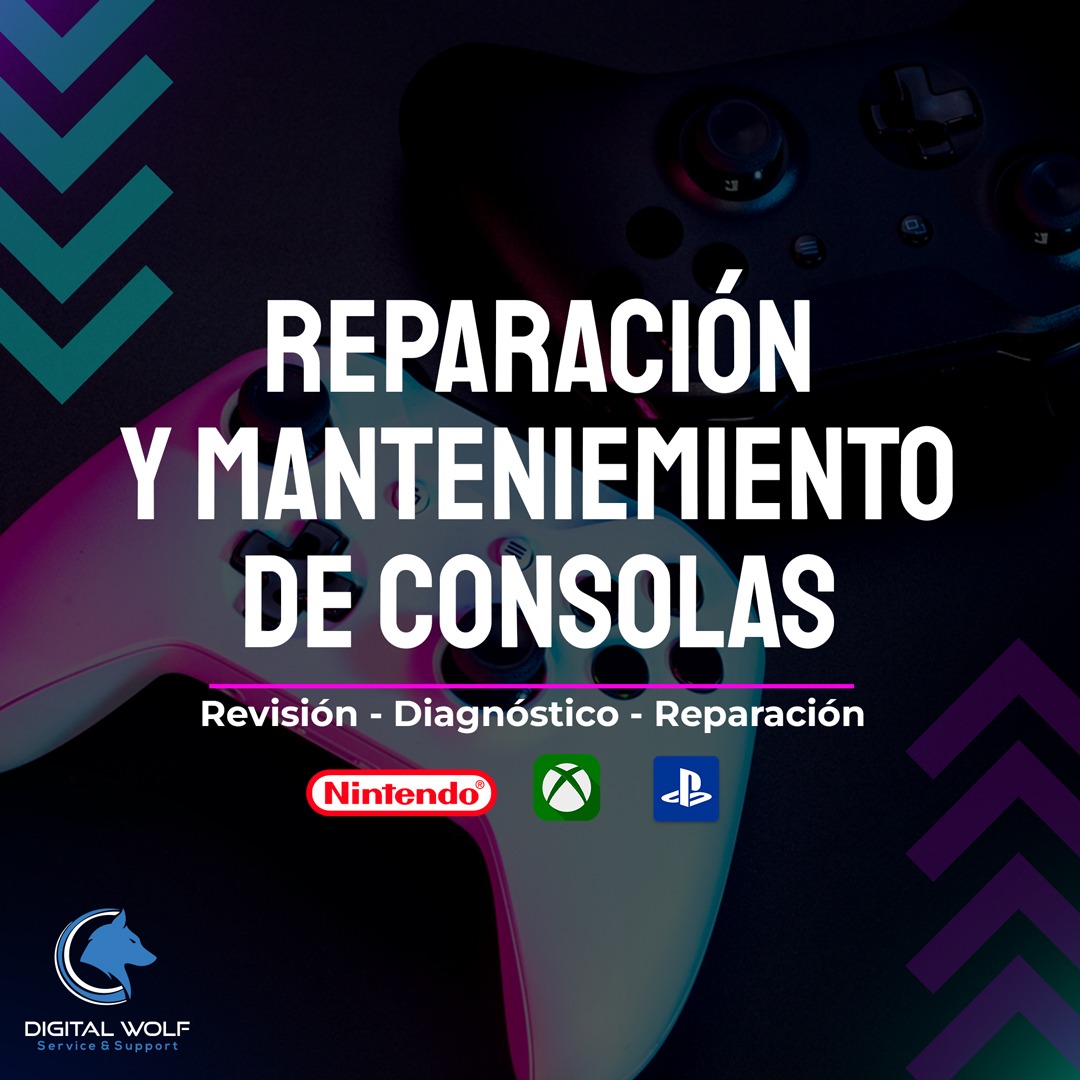 REPARACIÓN
Y MANTENIEMIENTO
DE CONSOLAS
Revisión - Diagnóstico - Reparación
Nintendo®
DIGITAL WOLF
Service & Support